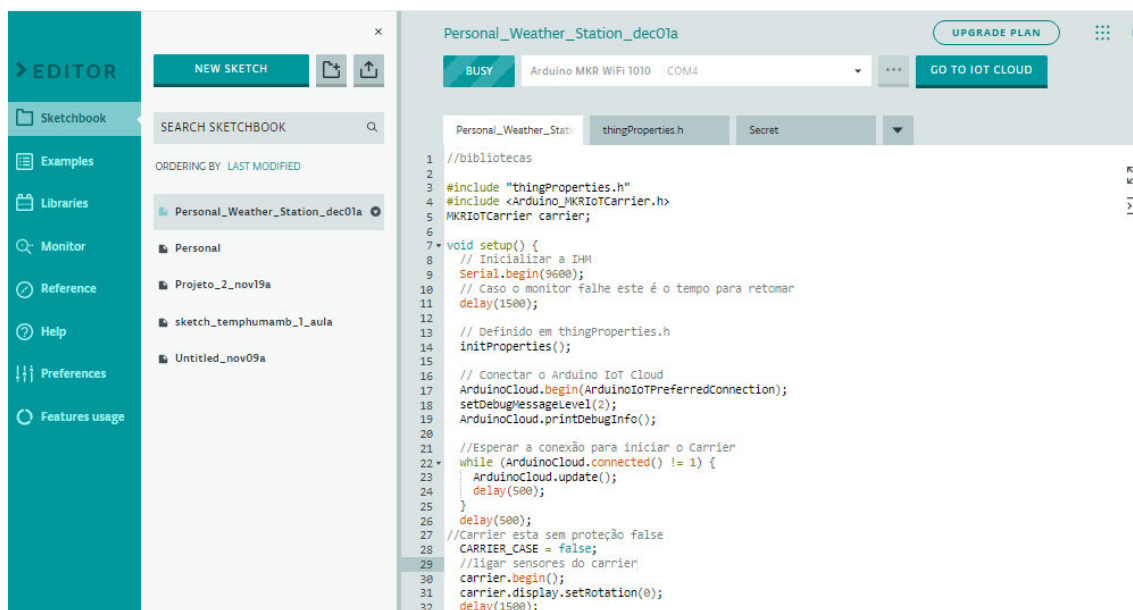 >EDITOR
Sketchbook
Examples
Libraries
Monitor
Reference
Help
Preferences
Features usage
×
NEW SKETCH
SEARCH SKETCHBOOK
ORDERING BY LAST MODIFIED
Personal_Weather_Station_dec01a
Personal
Projeto_2_nov19a
sketch_temphumamb_1_aula
Untitled_nov09a
Personal_Weather_Station_dec01a
UPGRADE PLAN
BUSY
Arduino MKR WiFi 1010 COM4
...
GO TO IOT CLOUD
Personal_Weather_Stati
thingProperties.h
Secret
1 //bibliotecas
2
3 #include "thingProperties.h"
4 #include <Arduino_MKRIoTCarrier.h>
5 MKRIoTCarrier carrier;
6
7 void setup() {
8 // Inicializar a IHM
9 Serial.begin(9600);
10 // Caso o monitor falhe este é o tempo para retomar
11 delay(1500);
12
13 // Definido em thingProperties.h
14 initProperties();
15
16 // Conectar o Arduino IoT Cloud
17 ArduinoCloud.begin(ArduinoIoTPreferredConnection);
18 setDebugMessageLevel(2);
19 ArduinoCloud.printDebugInfo();
20
21 //Esperar a conexão para iniciar o Carrier
22 while (ArduinoCloud.connected() != 1) {
23 ArduinoCloud.update();
24 delay(500);
25 }
26 delay(500);
27 //Carrier esta sem proteção false
28 CARRIER_CASE = false;
29 //ligar sensores do carrier
30 carrier.begin();
31 carrier.display.setRotation(0);
32 delay(1500);